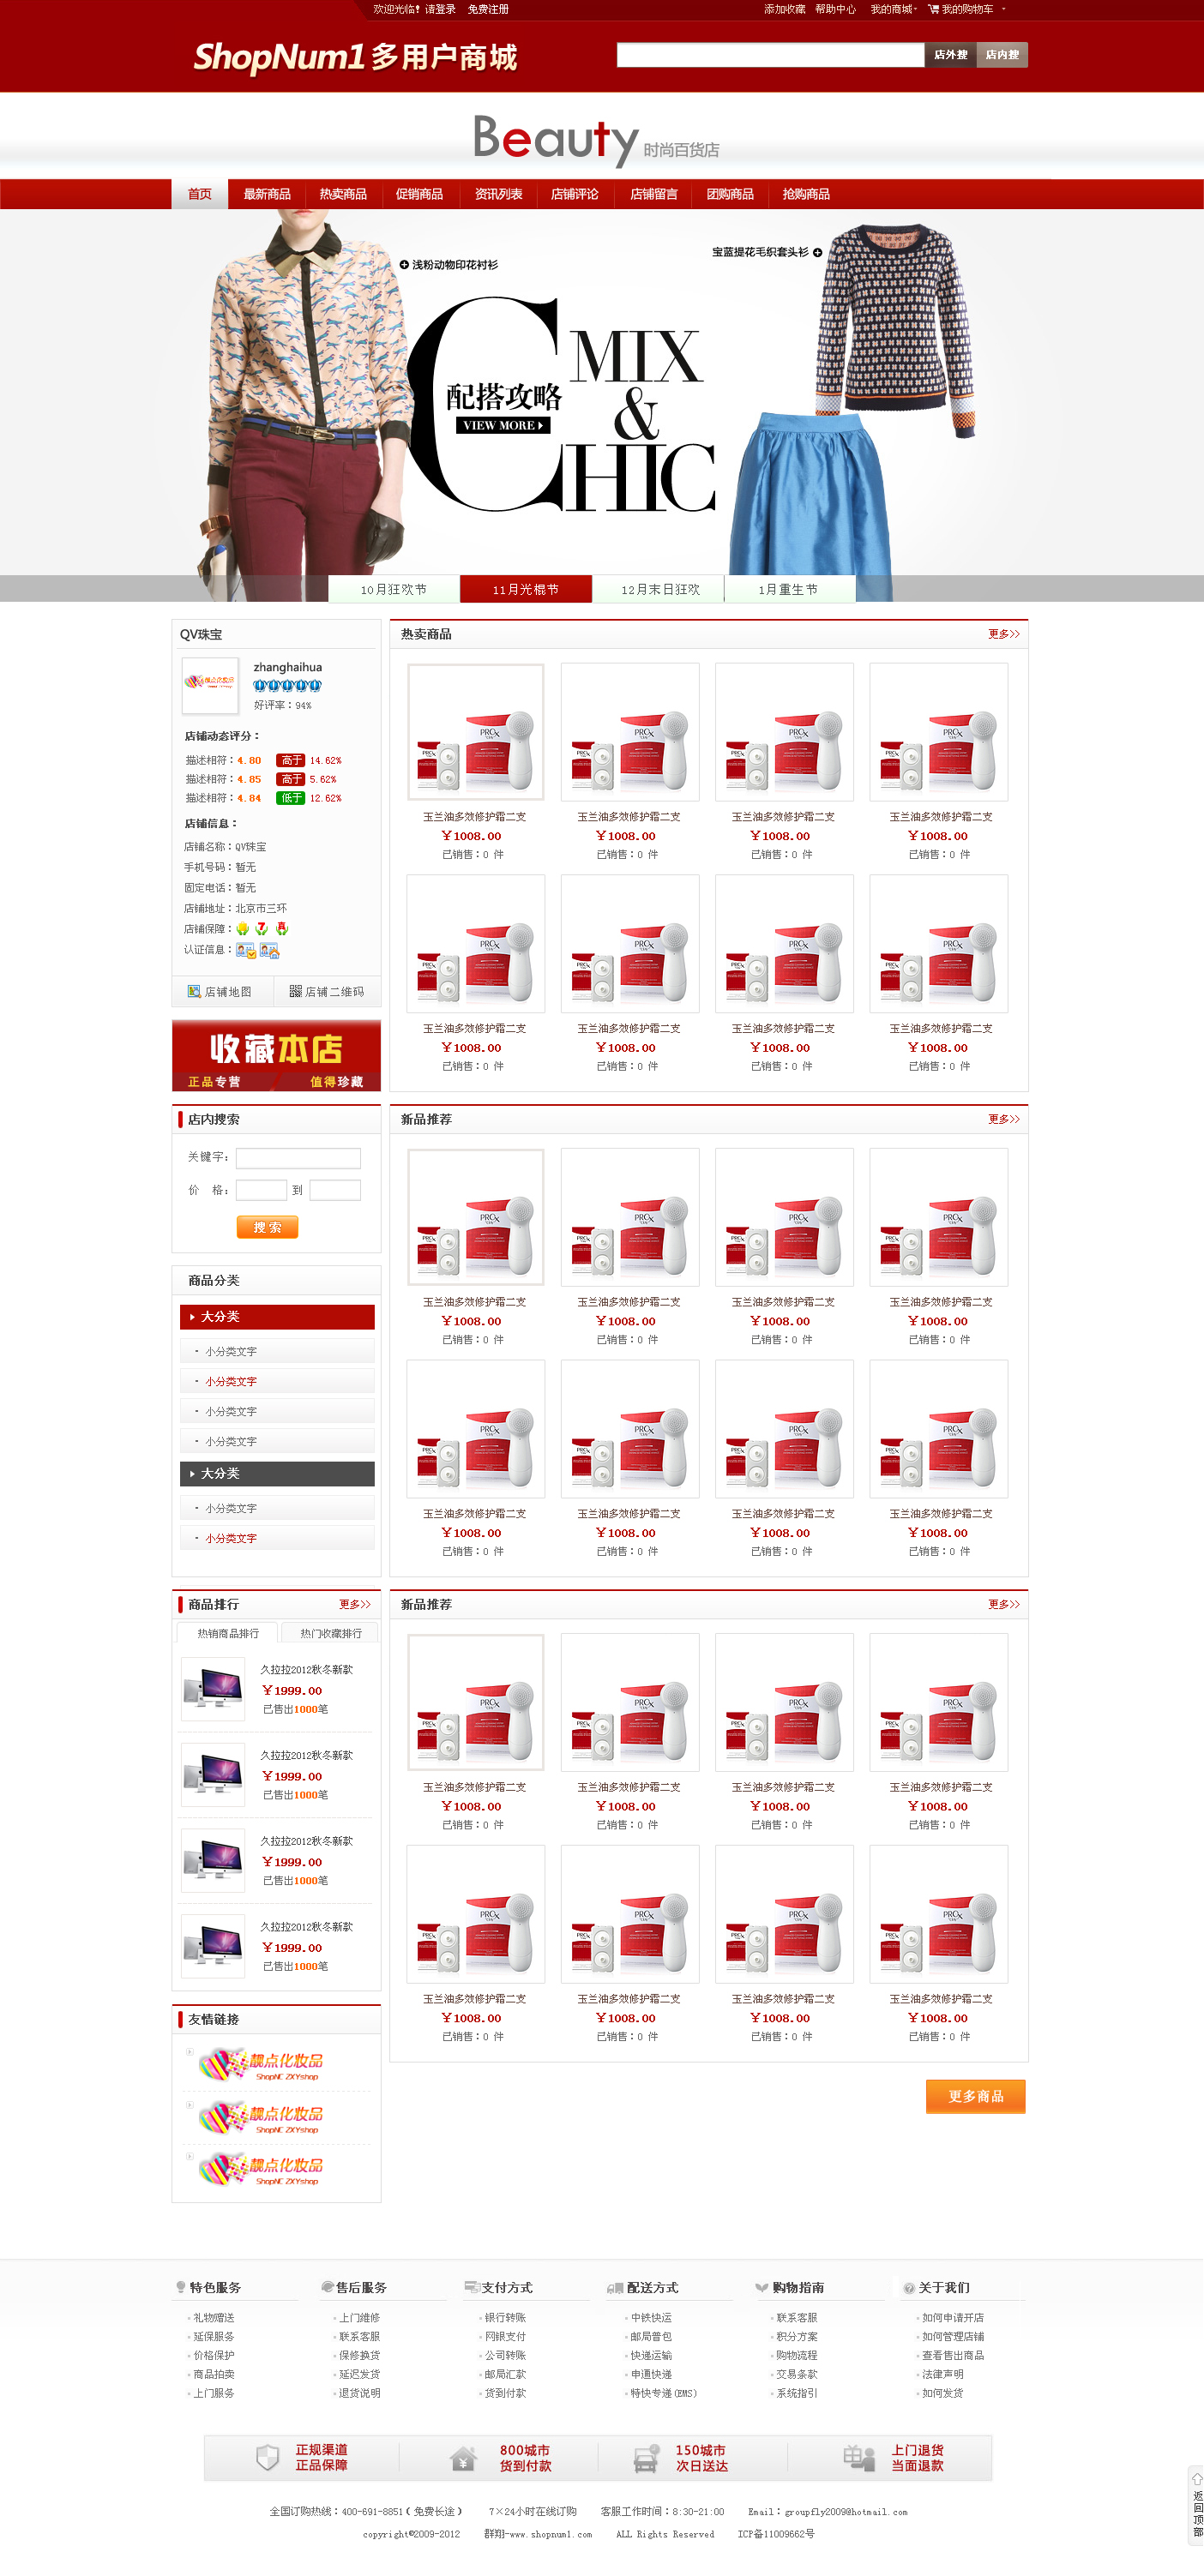 欢迎光临! 请登录 免费注册 添加收藏 帮助中心 我的商城 我的购物车
ShopNum1 多用户商城 店外搜 店内搜
Beauty 时尚百货店
首页 最新商品 热卖商品 促销商品 资讯列表 店铺评论 店铺留言 团购商品 抢购商品
宝蓝提花毛织套头衫
浅粉动物印花衬衫
MIX
配搭攻略 &
VIEW MORE
CHIC
10月狂欢节 11月光棍节 12月末日狂欢 1月重生节
QV珠宝
zhanghaihua
好评率：94%
店铺动态评分：
描述相符：4.80 高于 14.62%
描述相符：4.85 高于 5.62%
描述相符：4.84 低于 12.62%
店铺信息：
店铺名称：QV珠宝
手机号码：暂无
固定电话：暂无
店铺地址：北京市三环
店铺保障： 7 真
认证信息：
店铺地图 店铺二维码
收藏本店
正品专营 值得珍藏
热卖商品 更多>>
PROX PROX PROX PROX
玉兰油多效修护霜二支 玉兰油多效修护霜二支 玉兰油多效修护霜二支 玉兰油多效修护霜二支
￥1008.00 ￥1008.00 ￥1008.00 ￥1008.00
已销售：0 件 已销售：0 件 已销售：0 件 已销售：0 件
PROX PROX PROX PROX
玉兰油多效修护霜二支 玉兰油多效修护霜二支 玉兰油多效修护霜二支 玉兰油多效修护霜二支
￥1008.00 ￥1008.00 ￥1008.00 ￥1008.00
已销售：0 件 已销售：0 件 已销售：0 件 已销售：0 件
店内搜索
关键字：
价 格： 到
搜 索
商品分类
大分类
- 小分类文字
- 小分类文字
- 小分类文字
- 小分类文字
大分类
- 小分类文字
- 小分类文字
新品推荐 更多>>
PROX PROX PROX PROX
玉兰油多效修护霜二支 玉兰油多效修护霜二支 玉兰油多效修护霜二支 玉兰油多效修护霜二支
￥1008.00 ￥1008.00 ￥1008.00 ￥1008.00
已销售：0 件 已销售：0 件 已销售：0 件 已销售：0 件
PROX PROX PROX PROX
玉兰油多效修护霜二支 玉兰油多效修护霜二支 玉兰油多效修护霜二支 玉兰油多效修护霜二支
￥1008.00 ￥1008.00 ￥1008.00 ￥1008.00
已销售：0 件 已销售：0 件 已销售：0 件 已销售：0 件
商品排行 更多>>
热销商品排行 热门收藏排行
久拉拉2012秋冬新款
￥1999.00
已售出1000笔
久拉拉2012秋冬新款
￥1999.00
已售出1000笔
久拉拉2012秋冬新款
￥1999.00
已售出1000笔
久拉拉2012秋冬新款
￥1999.00
已售出1000笔
友情链接
靓点化妆品
ShopNC ZXYshop
靓点化妆品
ShopNC ZXYshop
靓点化妆品
ShopNC ZXYshop
新品推荐 更多>>
PROX PROX PROX PROX
玉兰油多效修护霜二支 玉兰油多效修护霜二支 玉兰油多效修护霜二支 玉兰油多效修护霜二支
￥1008.00 ￥1008.00 ￥1008.00 ￥1008.00
已销售：0 件 已销售：0 件 已销售：0 件 已销售：0 件
PROX PROX PROX PROX
玉兰油多效修护霜二支 玉兰油多效修护霜二支 玉兰油多效修护霜二支 玉兰油多效修护霜二支
￥1008.00 ￥1008.00 ￥1008.00 ￥1008.00
已销售：0 件 已销售：0 件 已销售：0 件 已销售：0 件
更多商品
特色服务 售后服务 支付方式 配送方式 购物指南 关于我们
礼物赠送 上门维修 银行转账 中铁快运 联系客服 如何申请开店
延保服务 联系客服 网银支付 邮局普包 积分方案 如何管理店铺
价格保护 保修换货 公司转账 快递运输 购物流程 查看售出商品
商品拍卖 延迟发货 邮局汇款 申通快递 交易条款 法律声明
上门服务 退货说明 货到付款 特快专递(EMS) 系统指引 如何发货
正规渠道 800城市 150城市 上门退货
正品保障 货到付款 次日送达 当面退款
返回顶部
全国订购热线：400-691-8851(免费长途) 7×24小时在线订购 客服工作时间：8:30-21:00 Email：groupfly2009@hotmail.com
copyright©2009-2012 群翔-www.shopnum1.com ALL Rights Reserved ICP备11009662号